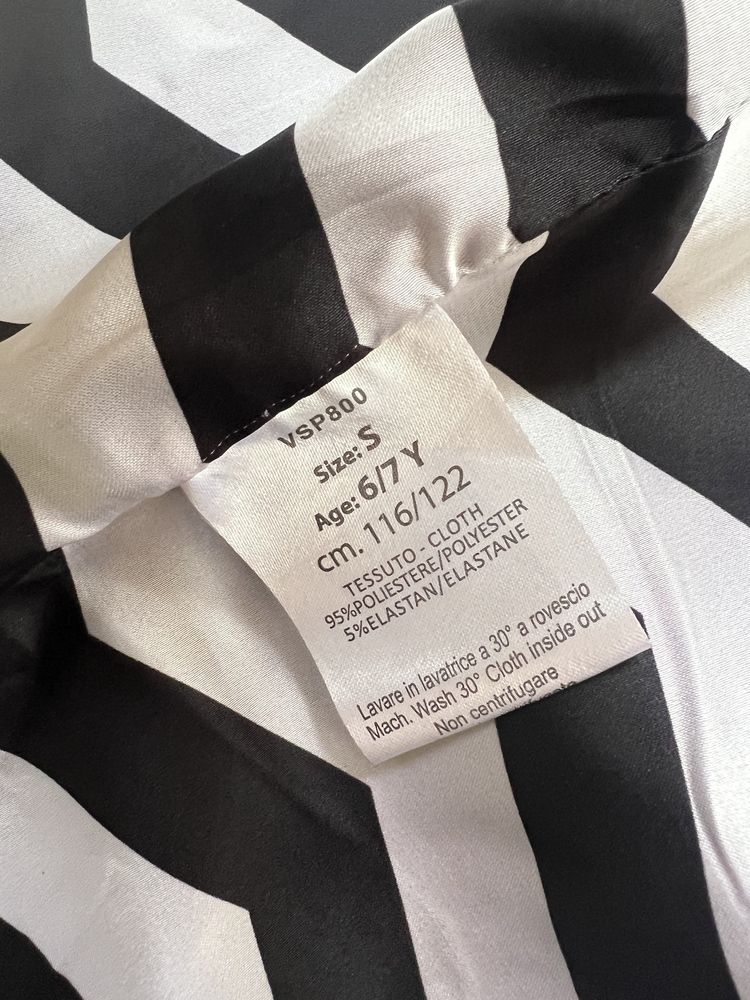 VSP800
Size: S
Age: 6/7 Y
cm. 116/122
TESSUTO - CLOTH
95%POLIESTERE/POLYESTER
5%ELASTAN/ELASTANE
Lavare in lavatrice a 30° a rovescio
Mach. Wash 30° Cloth inside out
Non centrifugare